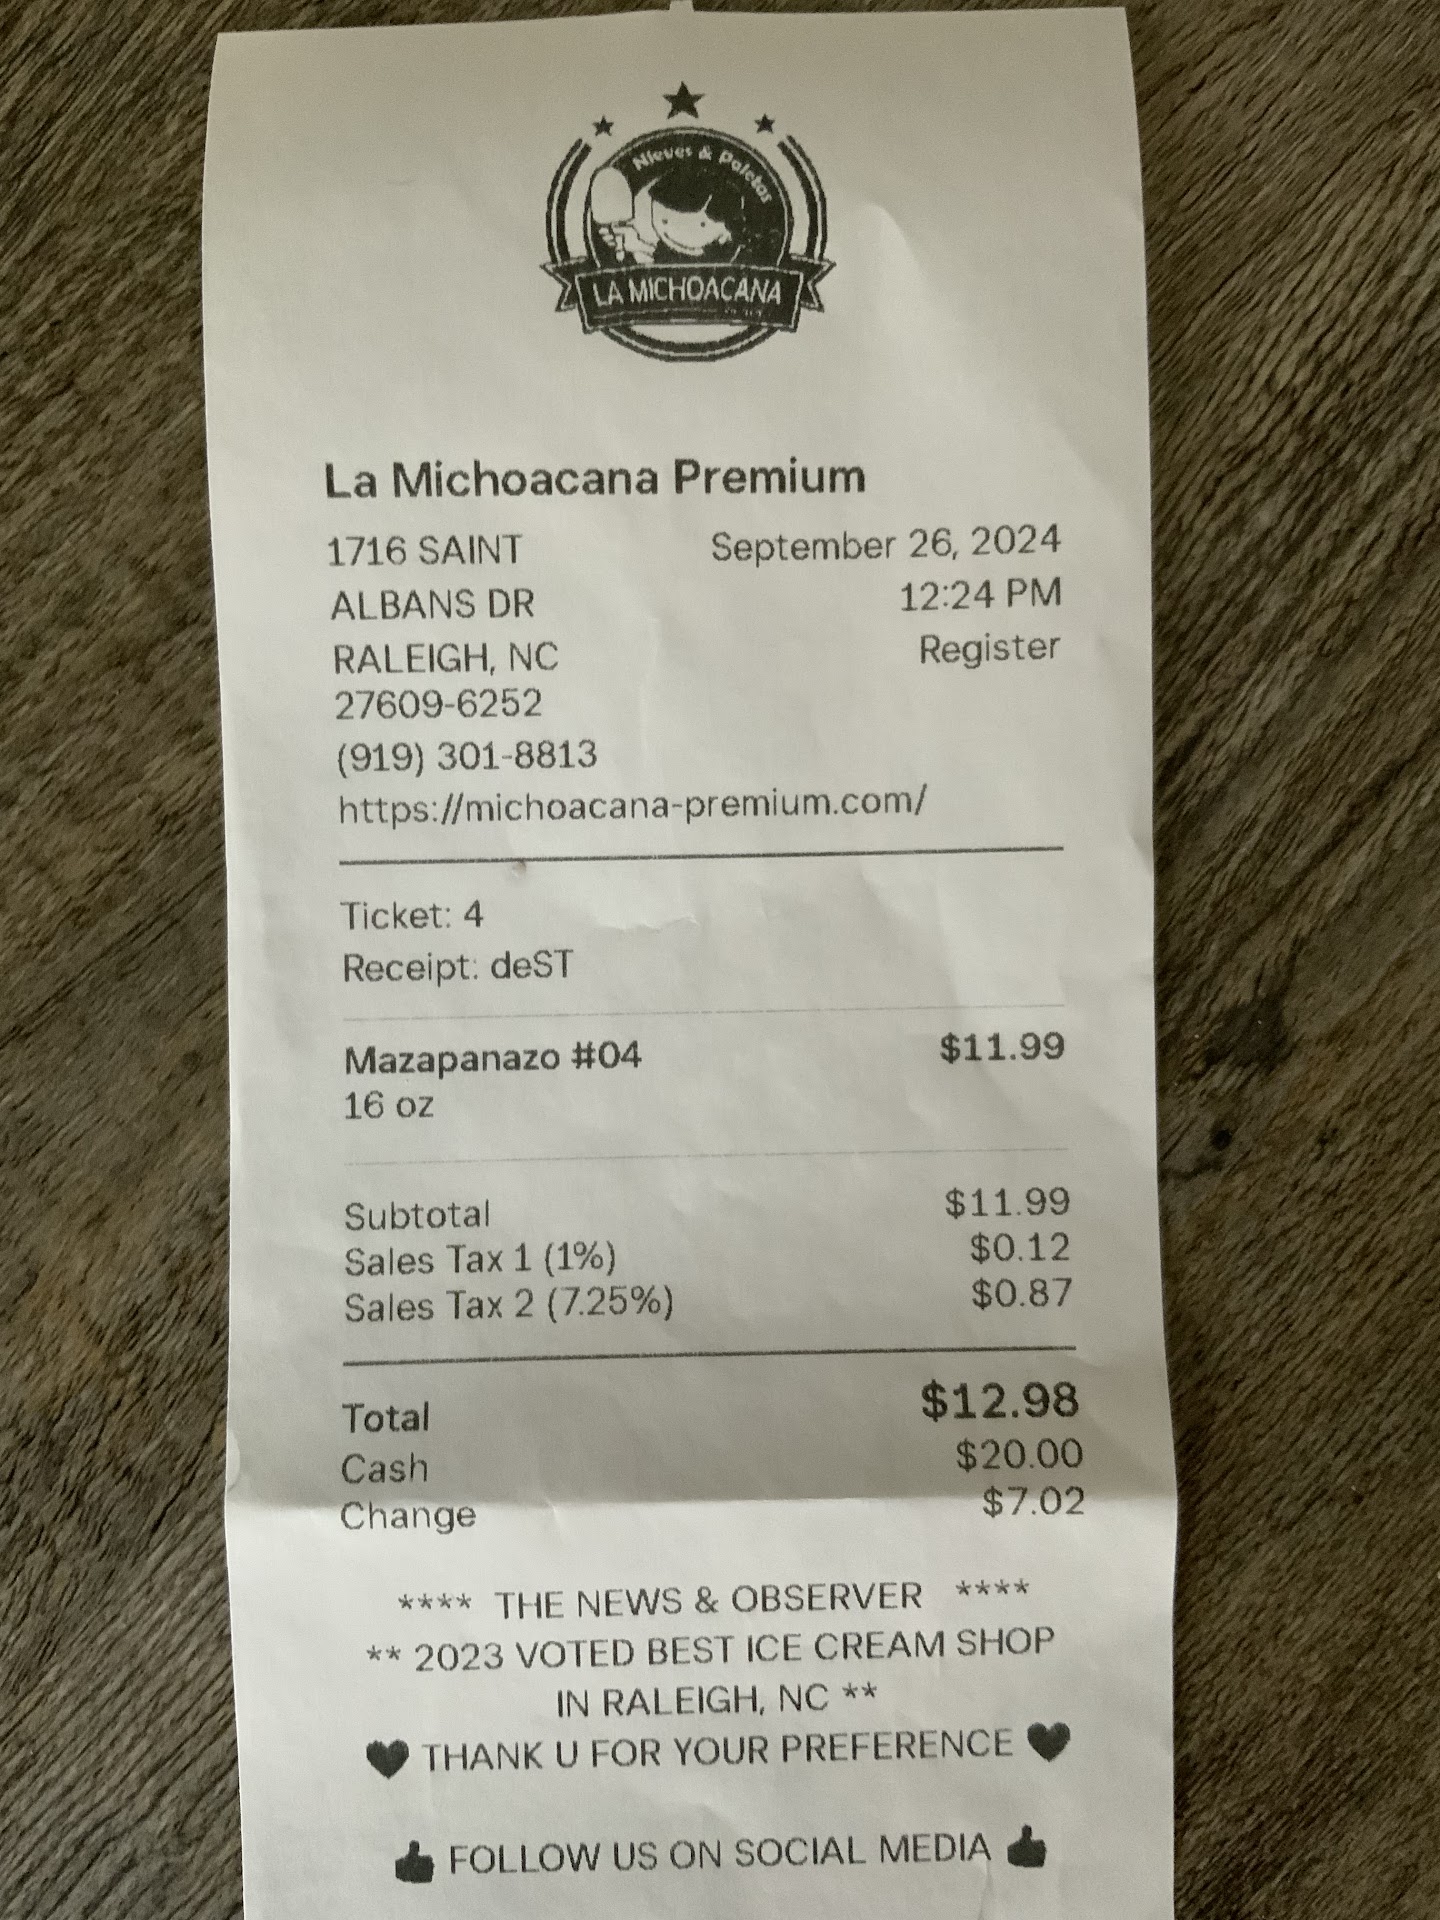 Nieves & Paletas
LA MICHOACANA
La Michoacana Premium
1716 SAINT
ALBANS DR
RALEIGH, NC
27609-6252
(919) 301-8813
https://michoacana-premium.com/
September 26, 2024
12:24 PM
Register
Ticket: 4
Receipt: deST
Mazapanazo #04 $11.99
16 oz
Subtotal $11.99
Sales Tax 1 (1%) $0.12
Sales Tax 2 (7.25%) $0.87
Total $12.98
Cash $20.00
Change $7.02
**** THE NEWS & OBSERVER ****
** 2023 VOTED BEST ICE CREAM SHOP
IN RALEIGH, NC **
🖤 THANK U FOR YOUR PREFERENCE 🖤
👍 FOLLOW US ON SOCIAL MEDIA 👍